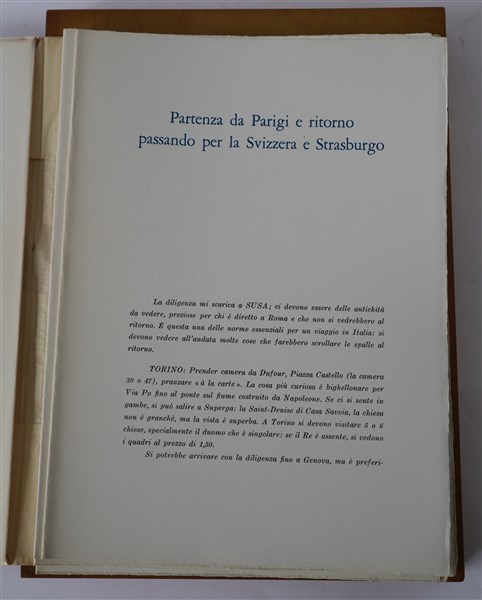 Partenza da Parigi e ritorno
passando per la Svizzera e Strasburgo
La diligenza mi scarica a SUSA; ci devono essere delle antichità
da vedere, preziose per chi è diretto a Roma e che non si vedrebbero al
ritorno. È questa una delle norme essenziali per un viaggio in Italia: si
devono vedere all'andata molte cose che farebbero scrollare le spalle al
ritorno.
TORINO: Prender camera da Dufour, Piazza Castello (la camera
30 o 47), pranzare « à la carte ». La cosa più curiosa è bighellonare per
Via Po fino al ponte sul fiume costruito da Napoleone. Se ci si sente in
gambe, si può salire a Superga: la Saint-Denise di Casa Savoia, la chiesa
non è granchè, ma la vista è superba. A Torino si devono visitare 5 o 6
chiese, specialmente il duomo che è singolare: se il Re è assente, si vedono
i quadri al prezzo di 1,50.
Si potrebbe arrivare con la diligenza fino a Genova, ma è preferi-